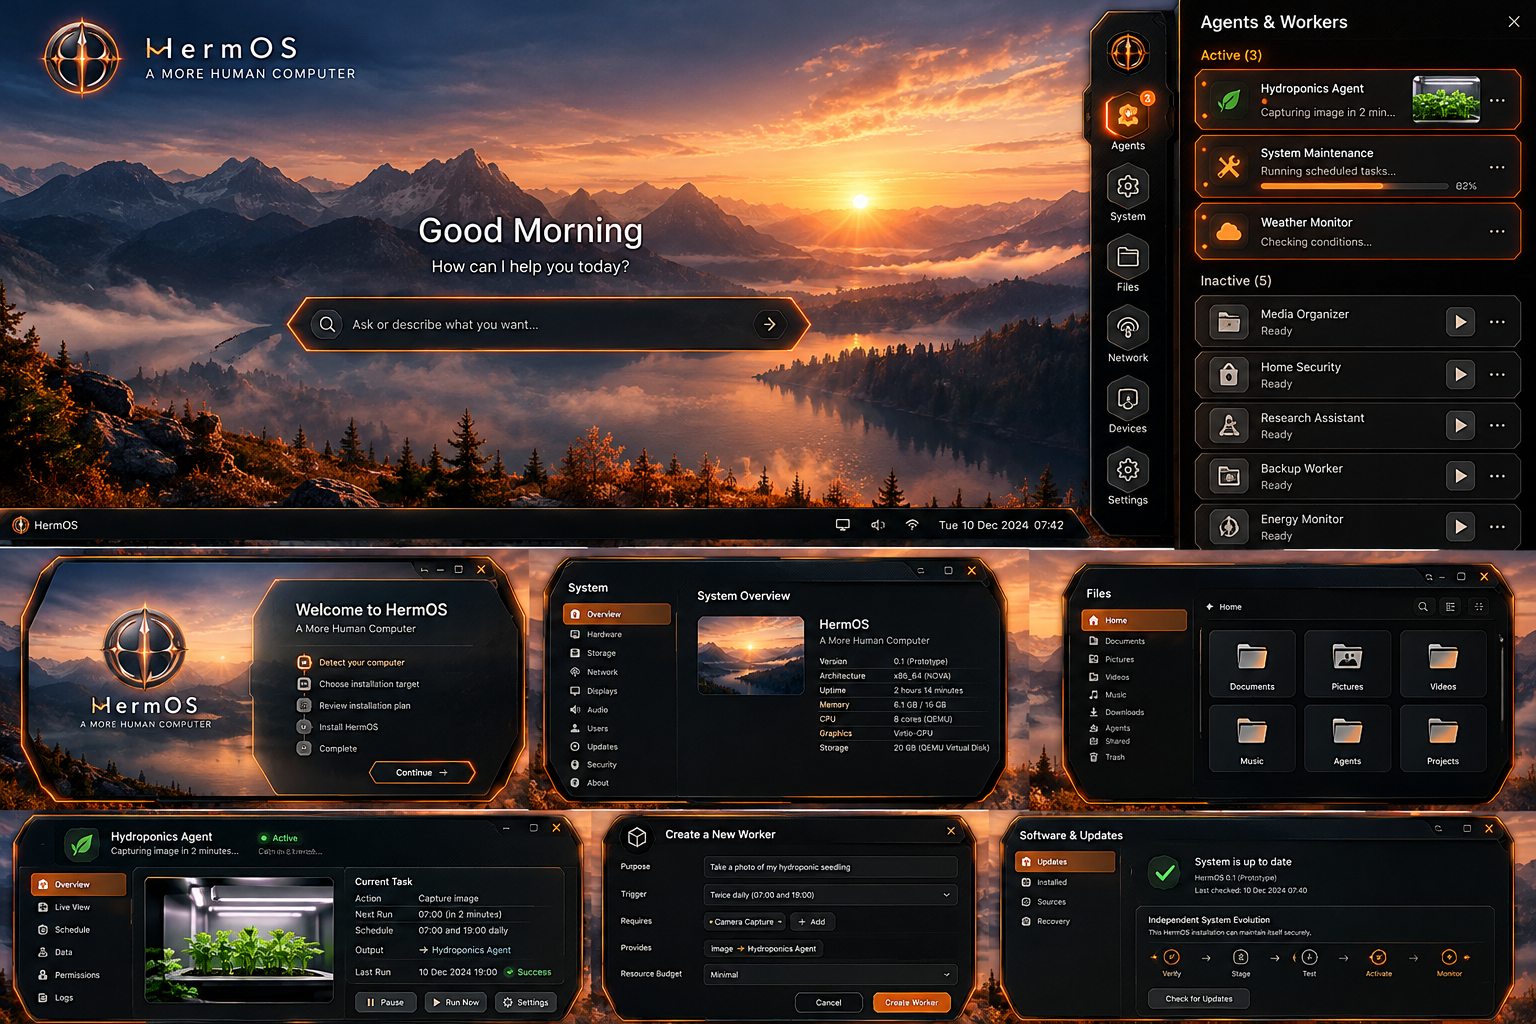 HermOS
A MORE HUMAN COMPUTER
Good Morning
How can I help you today?
Ask or describe what you want...
HermOS
Tue 10 Dec 2024 07:42
3
Agents
System
Files
Network
Devices
Settings
Agents & Workers
Active (3)
Hydroponics Agent
Capturing image in 2 min...
System Maintenance
Running scheduled tasks...
82%
Weather Monitor
Checking conditions...
Inactive (5)
Media Organizer
Ready
Home Security
Ready
Research Assistant
Ready
Backup Worker
Ready
Energy Monitor
Ready
HermOS
A MORE HUMAN COMPUTER
Welcome to HermOS
A More Human Computer
Detect your computer
Choose installation target
Review installation plan
Install HermOS
Complete
Continue →
System
Overview
Hardware
Storage
Network
Displays
Audio
Users
Updates
Security
About
System Overview
HermOS
A More Human Computer
Version 0.1 (Prototype)
Architecture x86_64 (NOVA)
Uptime 2 hours 14 minutes
Memory 6.1 GB / 16 GB
CPU 8 cores (QEMU)
Graphics Virtio-GPU
Storage 20 GB (QEMU Virtual Disk)
Files
Home
Documents
Pictures
Videos
Music
Downloads
Agents
Shared
Trash
Home
Documents
Pictures
Videos
Music
Agents
Projects
Hydroponics Agent
Capturing image in 2 minutes...
Active
Overview
Live View
Schedule
Data
Permissions
Logs
Current Task
Action Capture image
Next Run 07:00 (in 2 minutes)
Schedule 07:00 and 19:00 daily
Output → Hydroponics Agent
Last Run 10 Dec 2024 19:00 Success
Pause
Run Now
Settings
Create a New Worker
Purpose Take a photo of my hydroponic seedling
Trigger Twice daily (07:00 and 19:00)
Requires Camera Capture + Add
Provides Image → Hydroponics Agent
Resource Budget Minimal
Cancel
Create Worker
Software & Updates
Updates
Installed
Sources
Recovery
System is up to date
HermOS 0.1 (Prototype)
Last checked: 10 Dec 2024 07:40
Independent System Evolution
This HermOS installation can maintain itself securely.
Verify → Stage → Test → Activate → Monitor
Check for Updates